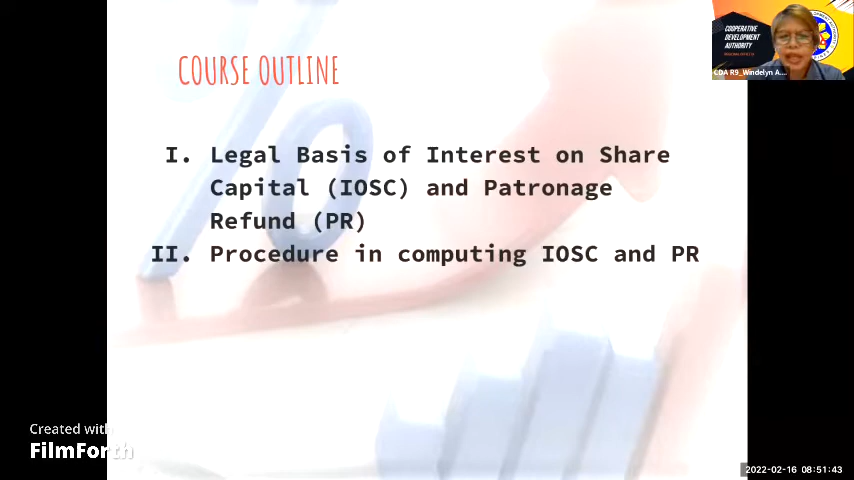 COURSE OUTLINE
I. Legal Basis of Interest on Share
Capital (IOSC) and Patronage
Refund (PR)
II. Procedure in computing IOSC and PR
COOPERATIVE
DEVELOPMENT
AUTHORITY
CDA R9_Windelyn A....
Created with
FilmForth
2022-02-16 08:51:43